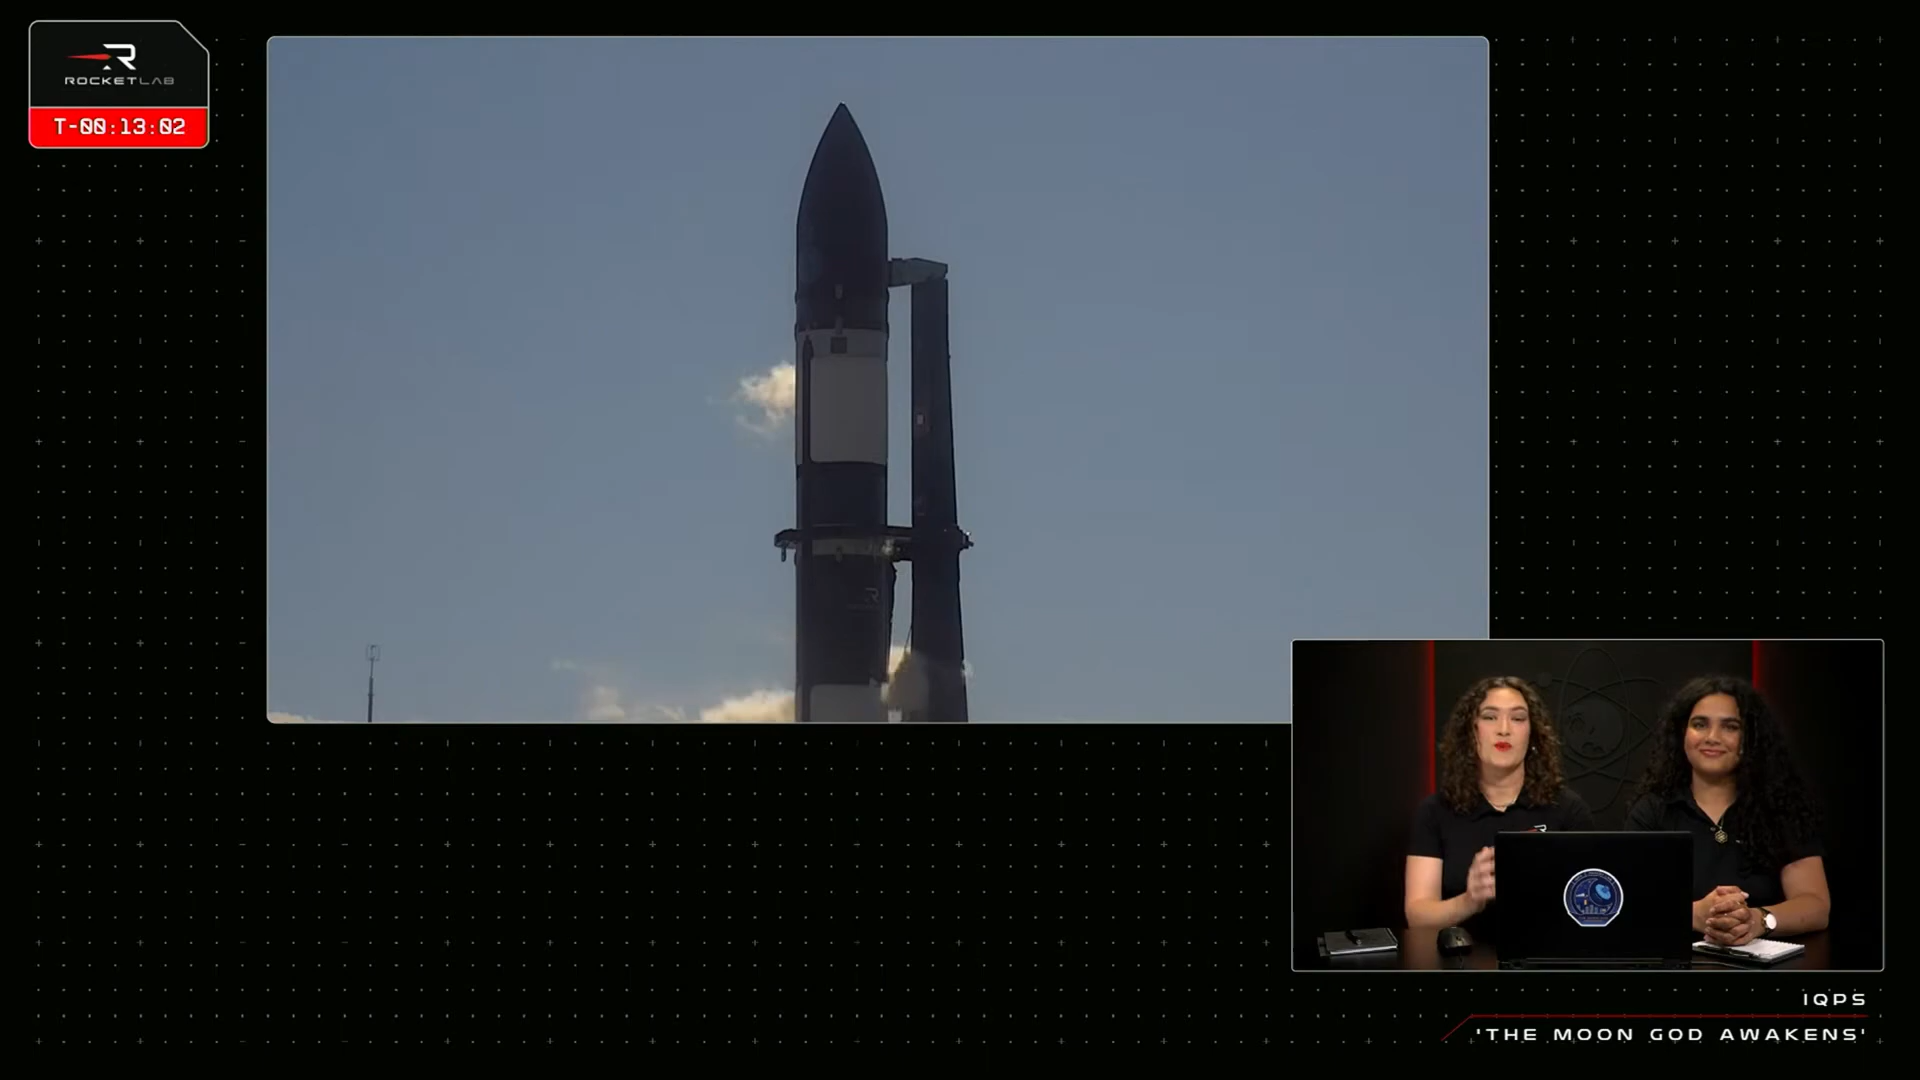 ROCKETLAB
T-00:13:02
IQPS
'THE MOON GOD AWAKENS'